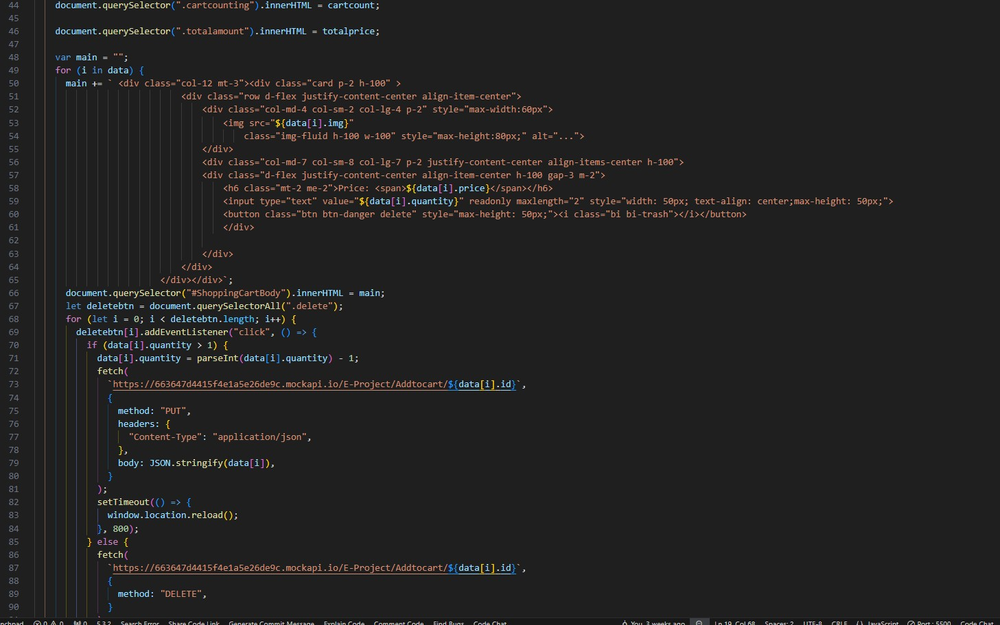 44 document.querySelector(".cartcounting").innerHTML = cartcount;
45
46 document.querySelector(".totalamount").innerHTML = totalprice;
47
48 var main = "";
49 for (i in data) {
50 main += ` <div class="col-12 mt-3"><div class="card p-2 h-100" >
51 <div class="row d-flex justify-content-center align-item-center">
52 <div class="col-md-4 col-sm-2 col-lg-4 p-2" style="max-width:60px">
53 <img src="${data[i].img}"
54 class="img-fluid h-100 w-100" style="max-height:80px;" alt="...">
55 </div>
56 <div class="col-md-7 col-sm-8 col-lg-7 p-2 justify-content-center align-items-center h-100">
57 <div class="d-flex justify-content-center align-item-center h-100 gap-3 m-2">
58 <h6 class="mt-2 me-2">Price: <span>${data[i].price}</span></h6>
59 <input type="text" value="${data[i].quantity}" readonly maxlength="2" style="width: 50px; text-align: center;max-height: 50px;">
60 <button class="btn btn-danger delete" style="max-height: 50px;"><i class="bi bi-trash"></i></button>
61 </div>
62
63 </div>
64 </div>
65 </div></div>`;
66 document.querySelector("#ShoppingCartBody").innerHTML = main;
67 let deletebtn = document.querySelectorAll(".delete");
68 for (let i = 0; i < deletebtn.length; i++) {
69 deletebtn[i].addEventListener("click", () => {
70 if (data[i].quantity > 1) {
71 data[i].quantity = parseInt(data[i].quantity) - 1;
72 fetch(
73 `https://663647d4415f4e1a5e26de9c.mockapi.io/E-Project/Addtocart/${data[i].id}`,
74 {
75 method: "PUT",
76 headers: {
77 "Content-Type": "application/json",
78 },
79 body: JSON.stringify(data[i]),
80 }
81 );
82 setTimeout(() => {
83 window.location.reload();
84 }, 800);
85 } else {
86 fetch(
87 `https://663647d4415f4e1a5e26de9c.mockapi.io/E-Project/Addtocart/${data[i].id}`,
88 {
89 method: "DELETE",
90 }
nchpad 0 0 0 5.3.2 Search Error Share Code Link Generate Commit Message Explain Code Comment Code Find Bugs Code Chat You, 3 weeks ago Ln 19, Col 68 Spaces: 2 UTF-8 CRLF JavaScript Port : 5500 Code Chat